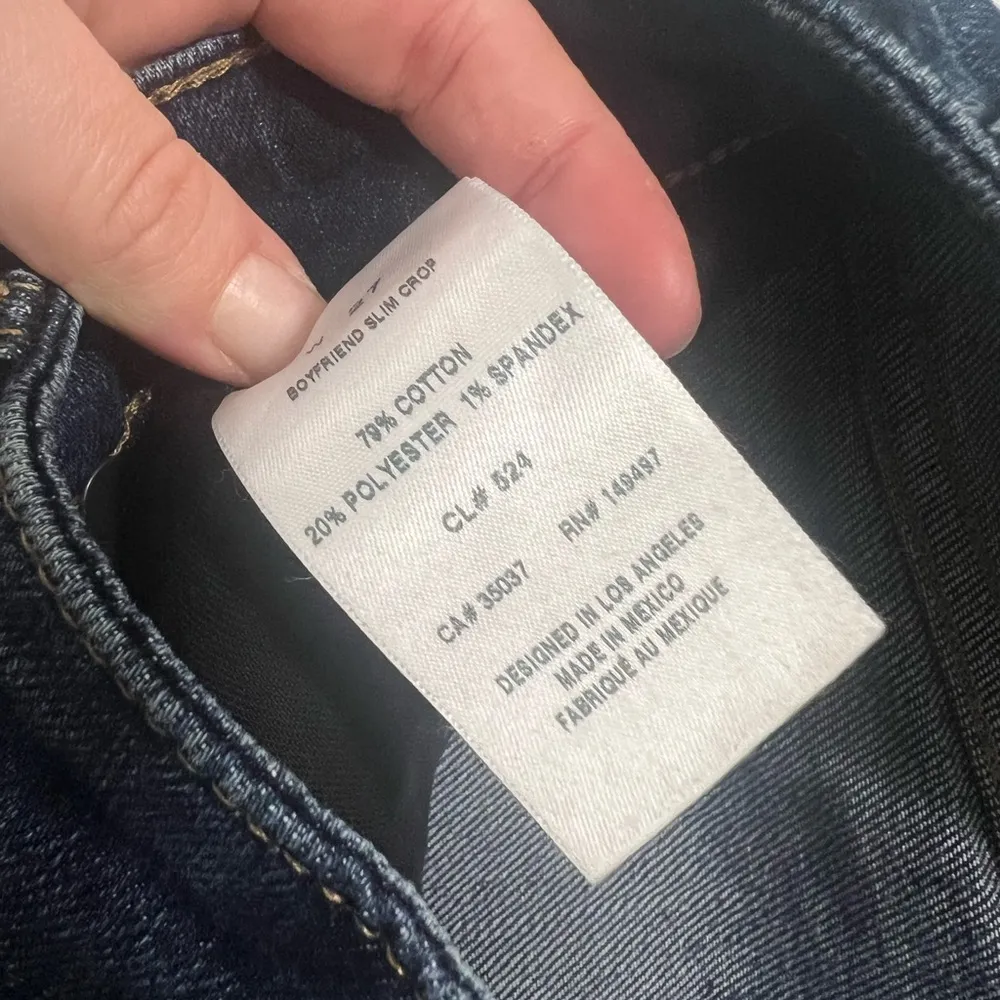 BOYFRIEND SLIM CROP
79% COTTON
20% POLYESTER 1% SPANDEX
CL# 524
CA# 35037 RN# 149497
DESIGNED IN LOS ANGELES
MADE IN MEXICO
FABRIQUÉ AU MEXIQUE